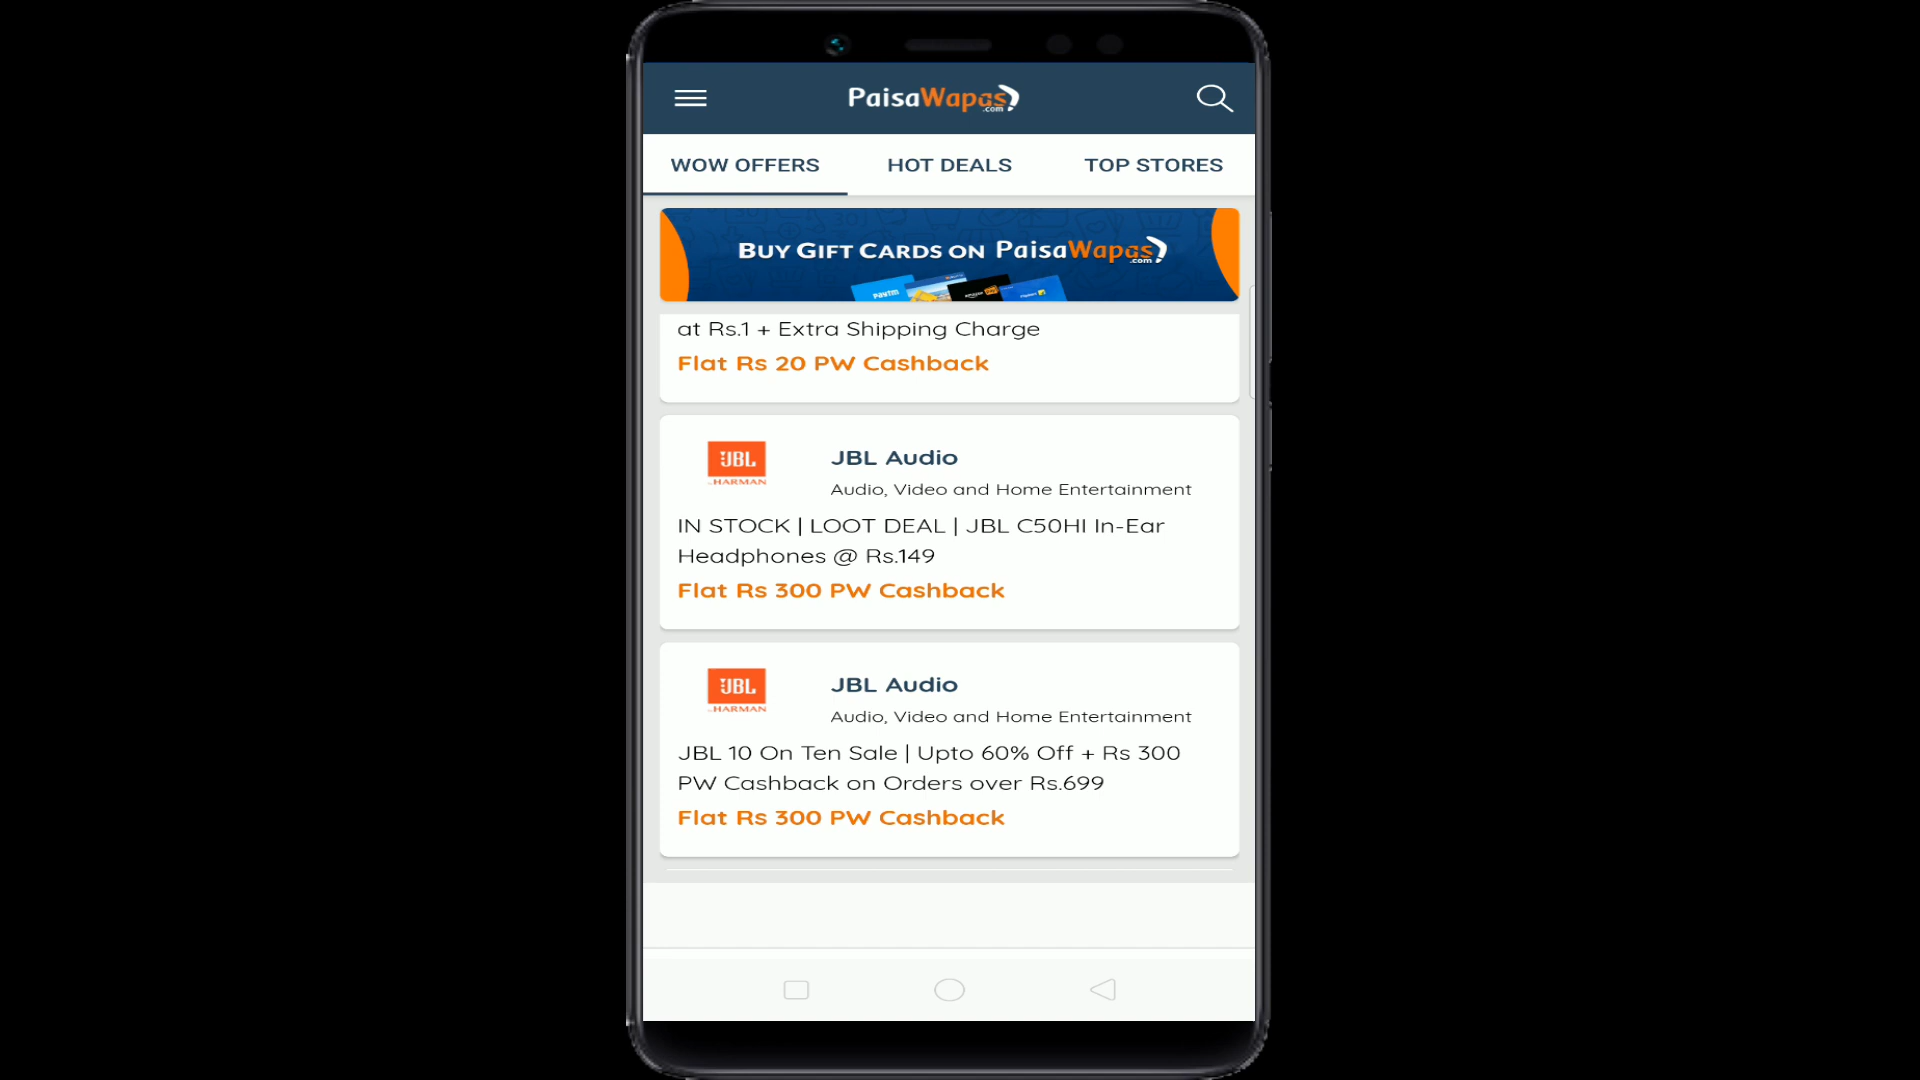 PaisaWapas
.com
WOW OFFERS HOT DEALS TOP STORES
BUY GIFT CARDS ON PaisaWapas
.com
paytm amazon
at Rs.1 + Extra Shipping Charge
Flat Rs 20 PW Cashback
JBL
HARMAN
JBL Audio
Audio, Video and Home Entertainment
IN STOCK | LOOT DEAL | JBL C50HI In-Ear
Headphones @ Rs.149
Flat Rs 300 PW Cashback
JBL
HARMAN
JBL Audio
Audio, Video and Home Entertainment
JBL 10 On Ten Sale | Upto 60% Off + Rs 300
PW Cashback on Orders over Rs.699
Flat Rs 300 PW Cashback